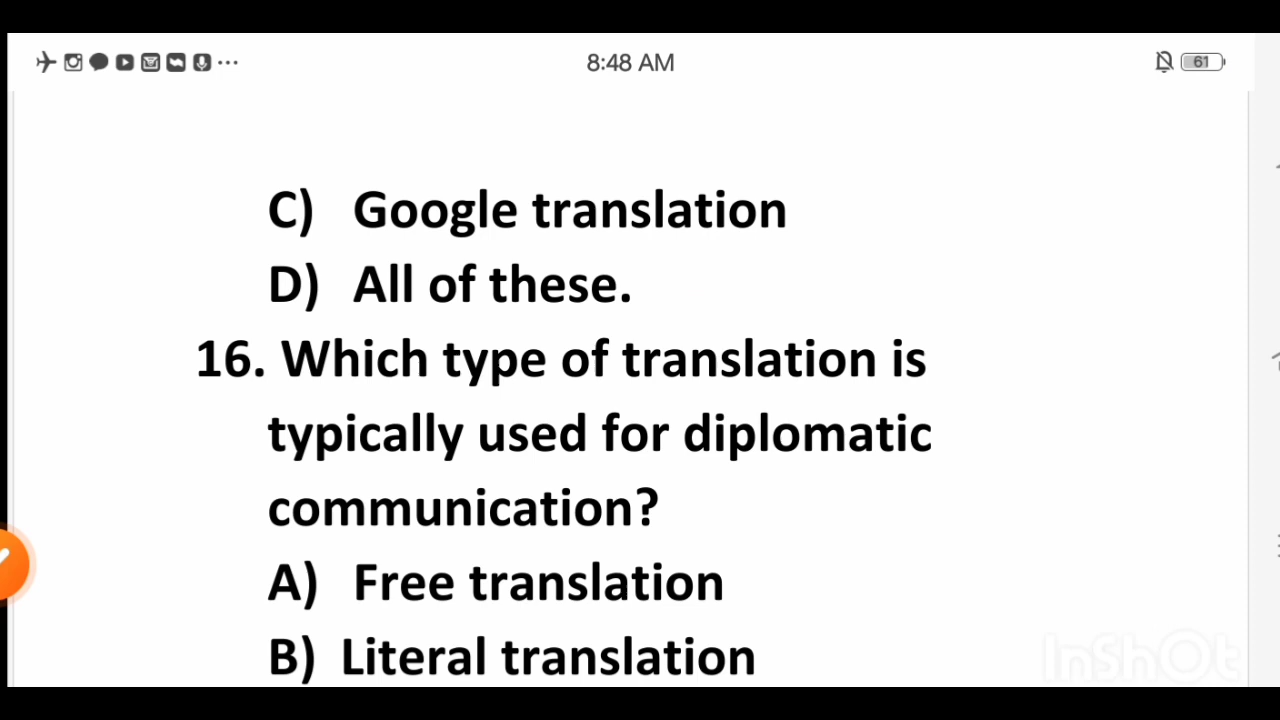 8:48 AM
61
C) Google translation
D) All of these.
16. Which type of translation is
typically used for diplomatic
communication?
A) Free translation
B) Literal translation
InShOt